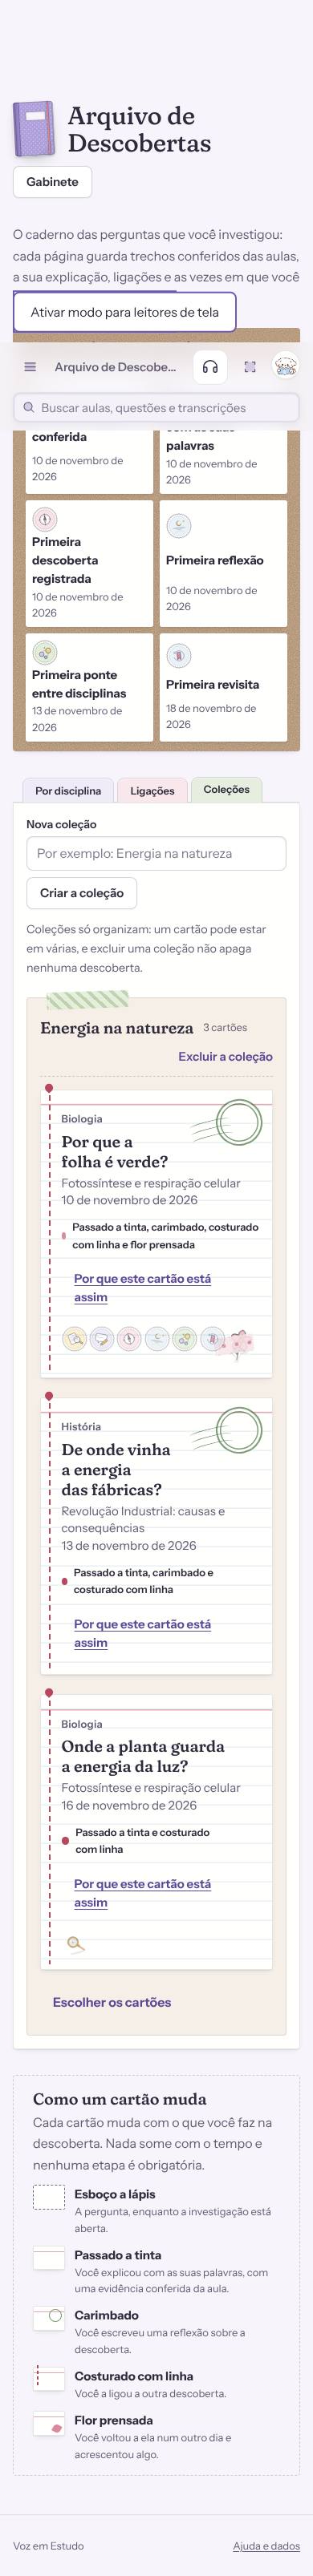 Arquivo de
Descobertas
Gabinete
O caderno das perguntas que você investigou:
cada página guarda trechos conferidos das aulas,
a sua explicação, ligações e as vezes em que você
Ativar modo para leitores de tela
Arquivo de Descobe...
Buscar aulas, questões e transcrições
conferida
10 de novembro de
2026
palavras
10 de novembro de
2026
Primeira
descoberta
registrada
10 de novembro de
2026
Primeira reflexão
10 de novembro de
2026
Primeira ponte
entre disciplinas
13 de novembro de
2026
Primeira revisita
18 de novembro de
2026
Por disciplina
Ligações
Coleções
Nova coleção
Por exemplo: Energia na natureza
Criar a coleção
Coleções só organizam: um cartão pode estar
em várias, e excluir uma coleção não apaga
nenhuma descoberta.
Energia na natureza
3 cartões
Excluir a coleção
Biologia
Por que a
folha é verde?
Fotossíntese e respiração celular
10 de novembro de 2026
Passado a tinta, carimbado, costurado
com linha e flor prensada
Por que este cartão está
assim
História
De onde vinha
a energia
das fábricas?
Revolução Industrial: causas e
consequências
13 de novembro de 2026
Passado a tinta, carimbado e
costurado com linha
Por que este cartão está
assim
Biologia
Onde a planta guarda
a energia da luz?
Fotossíntese e respiração celular
16 de novembro de 2026
Passado a tinta e costurado
com linha
Por que este cartão está
assim
Escolher os cartões
Como um cartão muda
Cada cartão muda com o que você faz na
descoberta. Nada some com o tempo e
nenhuma etapa é obrigatória.
Esboço a lápis
A pergunta, enquanto a investigação está
aberta.
Passado a tinta
Você explicou com as suas palavras, com
uma evidência conferida da aula.
Carimbado
Você escreveu uma reflexão sobre a
descoberta.
Costurado com linha
Você a ligou a outra descoberta.
Flor prensada
Você voltou a ela num outro dia e
acrescentou algo.
Voz em Estudo
Ajuda e dados